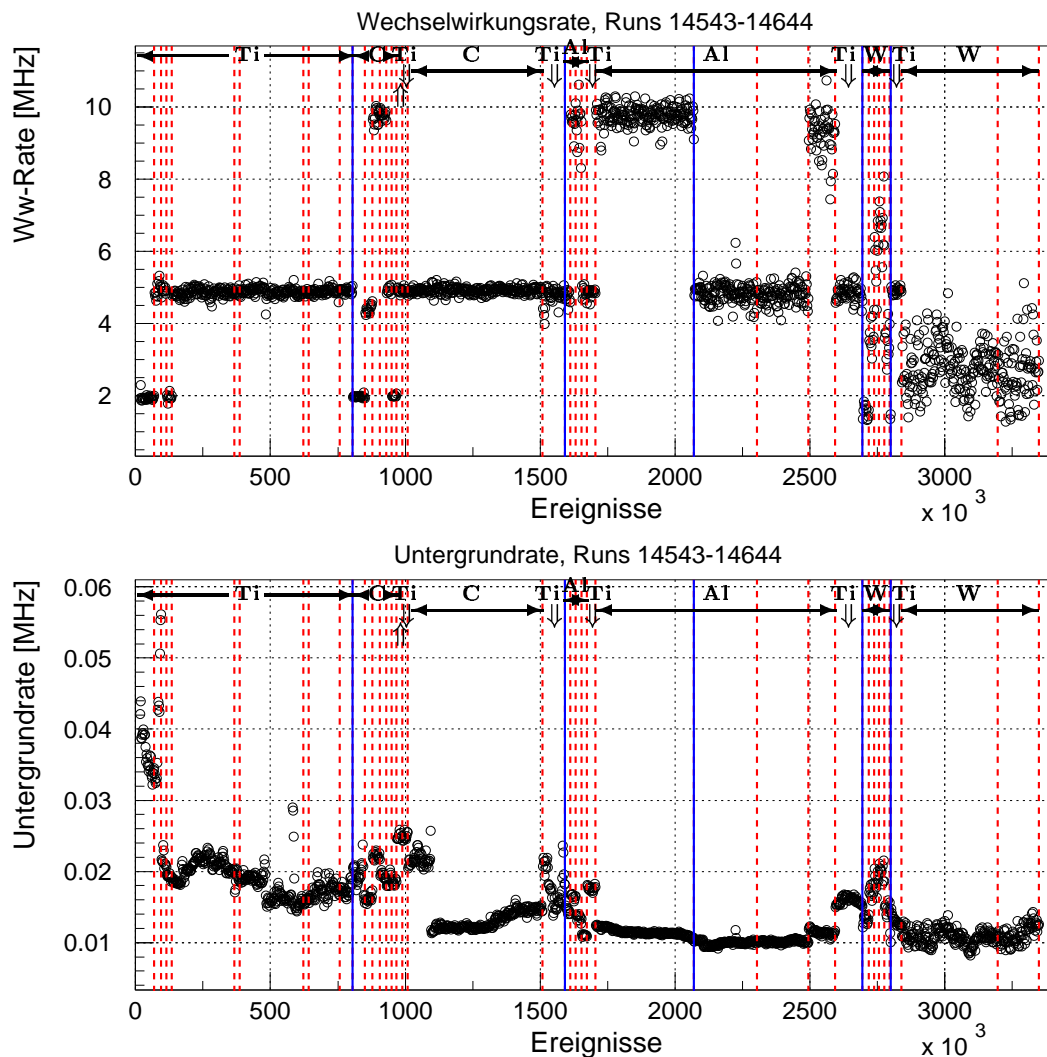 Wechselwirkungsrate, Runs 14543-14644
Ti C Ti C Ti Al Ti Al Ti W Ti W
Ww-Rate [MHz]
10
8
6
4
2
0 500 1000 1500 2000 2500 3000
Ereignisse
x 10 3
Untergrundrate, Runs 14543-14644
Ti C Ti C Ti Al Ti Al Ti W Ti W
Untergrundrate [MHz]
0.06
0.05
0.04
0.03
0.02
0.01
0 500 1000 1500 2000 2500 3000
Ereignisse
x 10 3